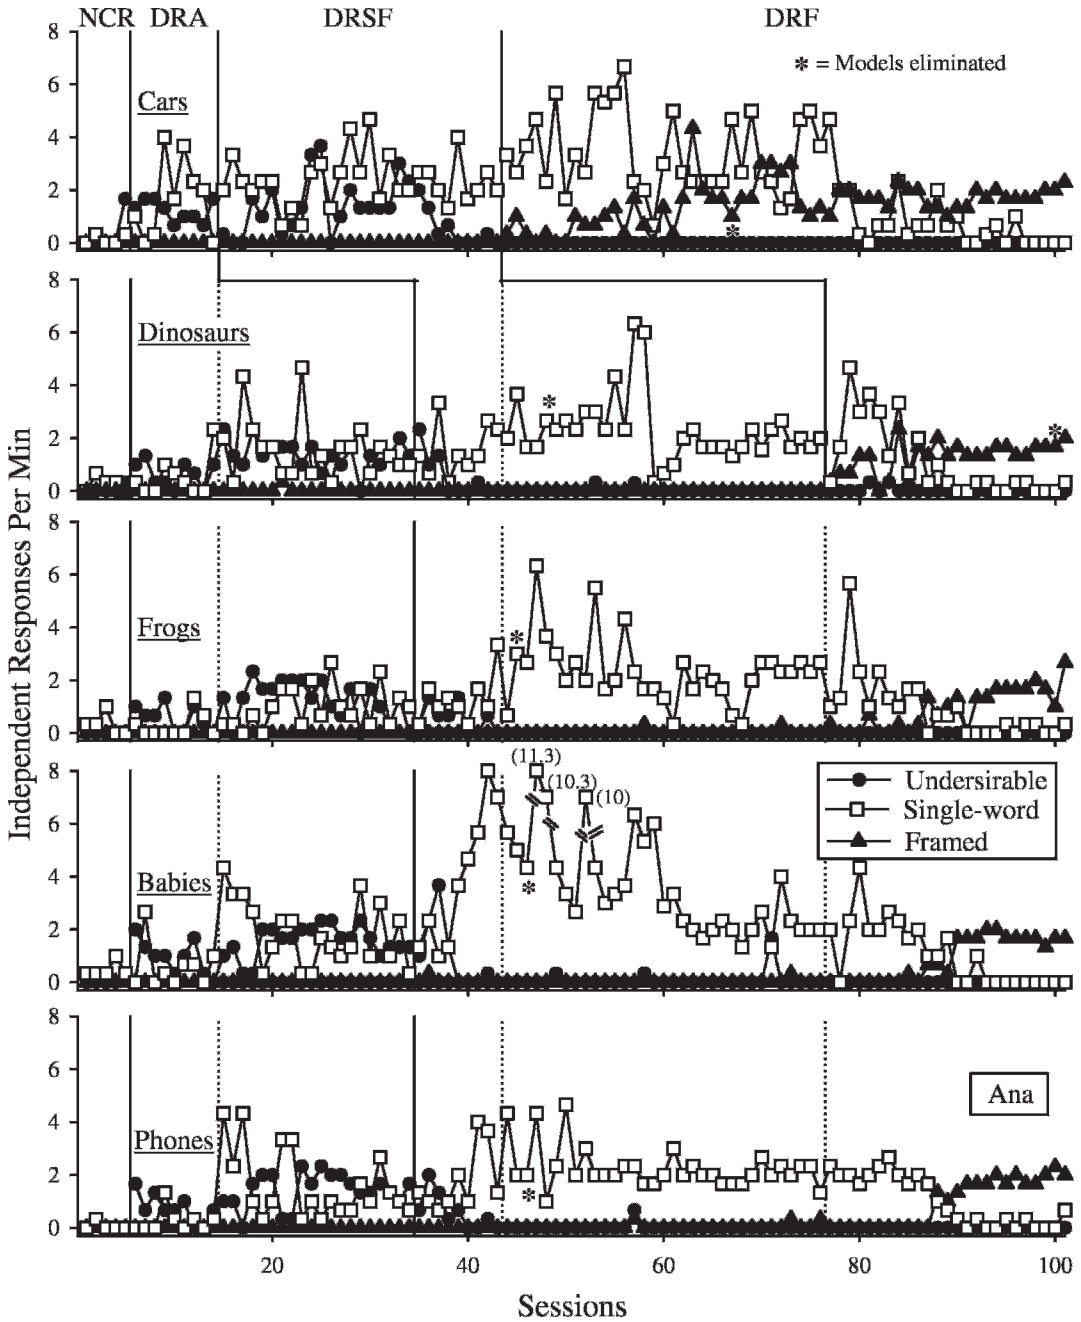 NCR DRA DRSF DRF
* = Models eliminated
8
6
Cars
4
2
0
8
6
Dinosaurs
4
2
0
8
6
Frogs
4
2
0
(11.3)
8
(10.3)
(10)
6
Undersirable
Single-word
Framed
4
Babies
2
0
8
6
Ana
4
Phones
2
0
20 40 60 80 100
Sessions
Independent Responses Per Min